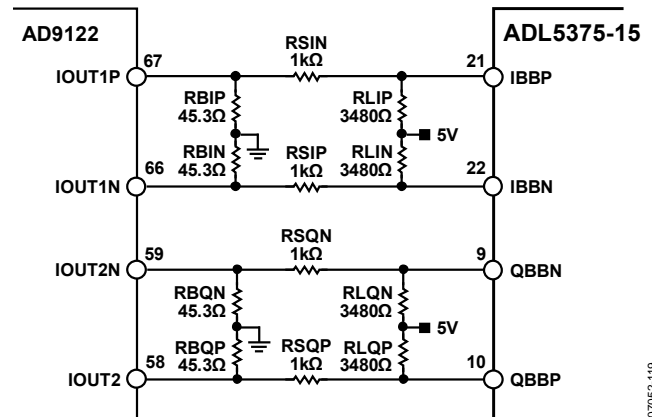 AD9122
ADL5375-15
RSIN
1kΩ
67
21
IOUT1P
IBBP
RBIP
45.3Ω
RLIP
3480Ω
5V
RBIN
45.3Ω
RSIP
1kΩ
RLIN
3480Ω
66
22
IOUT1N
IBBN
RSQN
1kΩ
59
9
IOUT2N
QBBN
RBQN
45.3Ω
RLQN
3480Ω
5V
RBQP
45.3Ω
RSQP
1kΩ
RLQP
3480Ω
58
10
IOUT2
QBBP